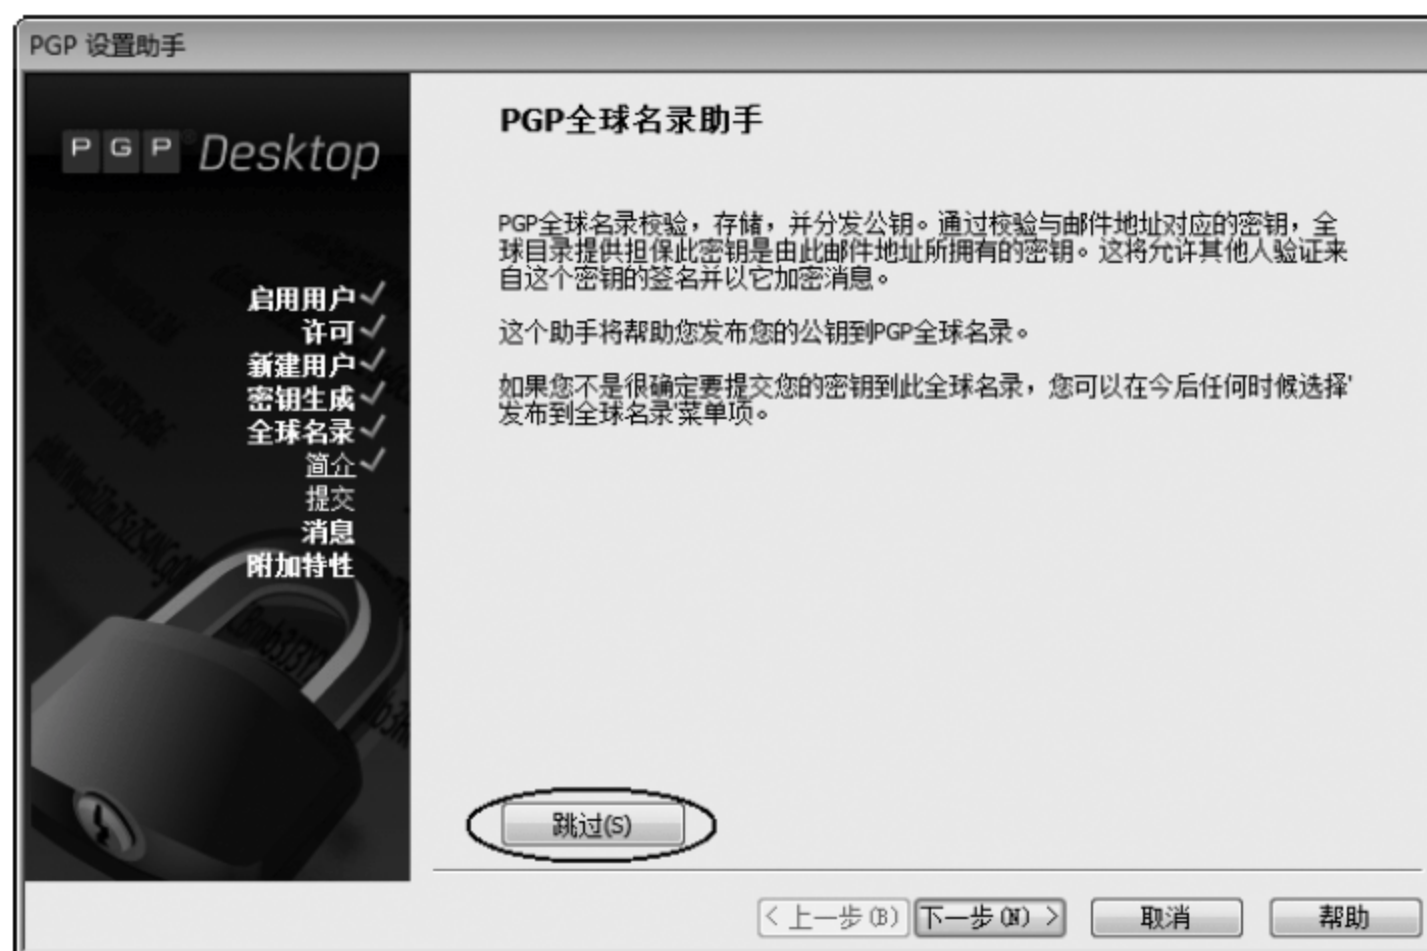 PGP 设置助手
PGP® Desktop
启用用户✓
许可✓
新建用户✓
密钥生成✓
全球名录✓
简介✓
提交
消息
附加特性
PGP全球名录助手
PGP全球名录校验，存储，并分发公钥。通过校验与邮件地址对应的密钥，全
球目录提供担保此密钥是由此邮件地址所拥有的密钥。这将允许其他人验证来
自这个密钥的签名并以它加密消息。
这个助手将帮助您发布您的公钥到PGP全球名录。
如果您不是很确定要提交您的密钥到此全球名录，您可以在今后任何时候选择'
发布到全球名录'菜单项。
跳过(S)
< 上一步(B)
下一步(N) >
取消
帮助